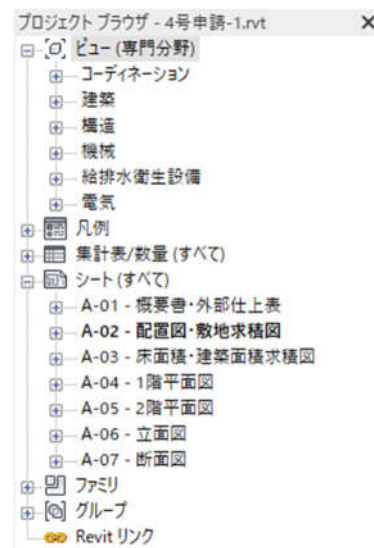 プロジェクト ブラウザ - 4号申請-1.rvt
ビュー (専門分野)
コーディネーション
建築
構造
機械
給排水衛生設備
電気
凡例
集計表/数量 (すべて)
シート (すべて)
A-01 - 概要書・外部仕上表
A-02 - 配置図・敷地求積図
A-03 - 床面積・建築面積求積図
A-04 - 1階平面図
A-05 - 2階平面図
A-06 - 立面図
A-07 - 断面図
ファミリ
グループ
Revit リンク